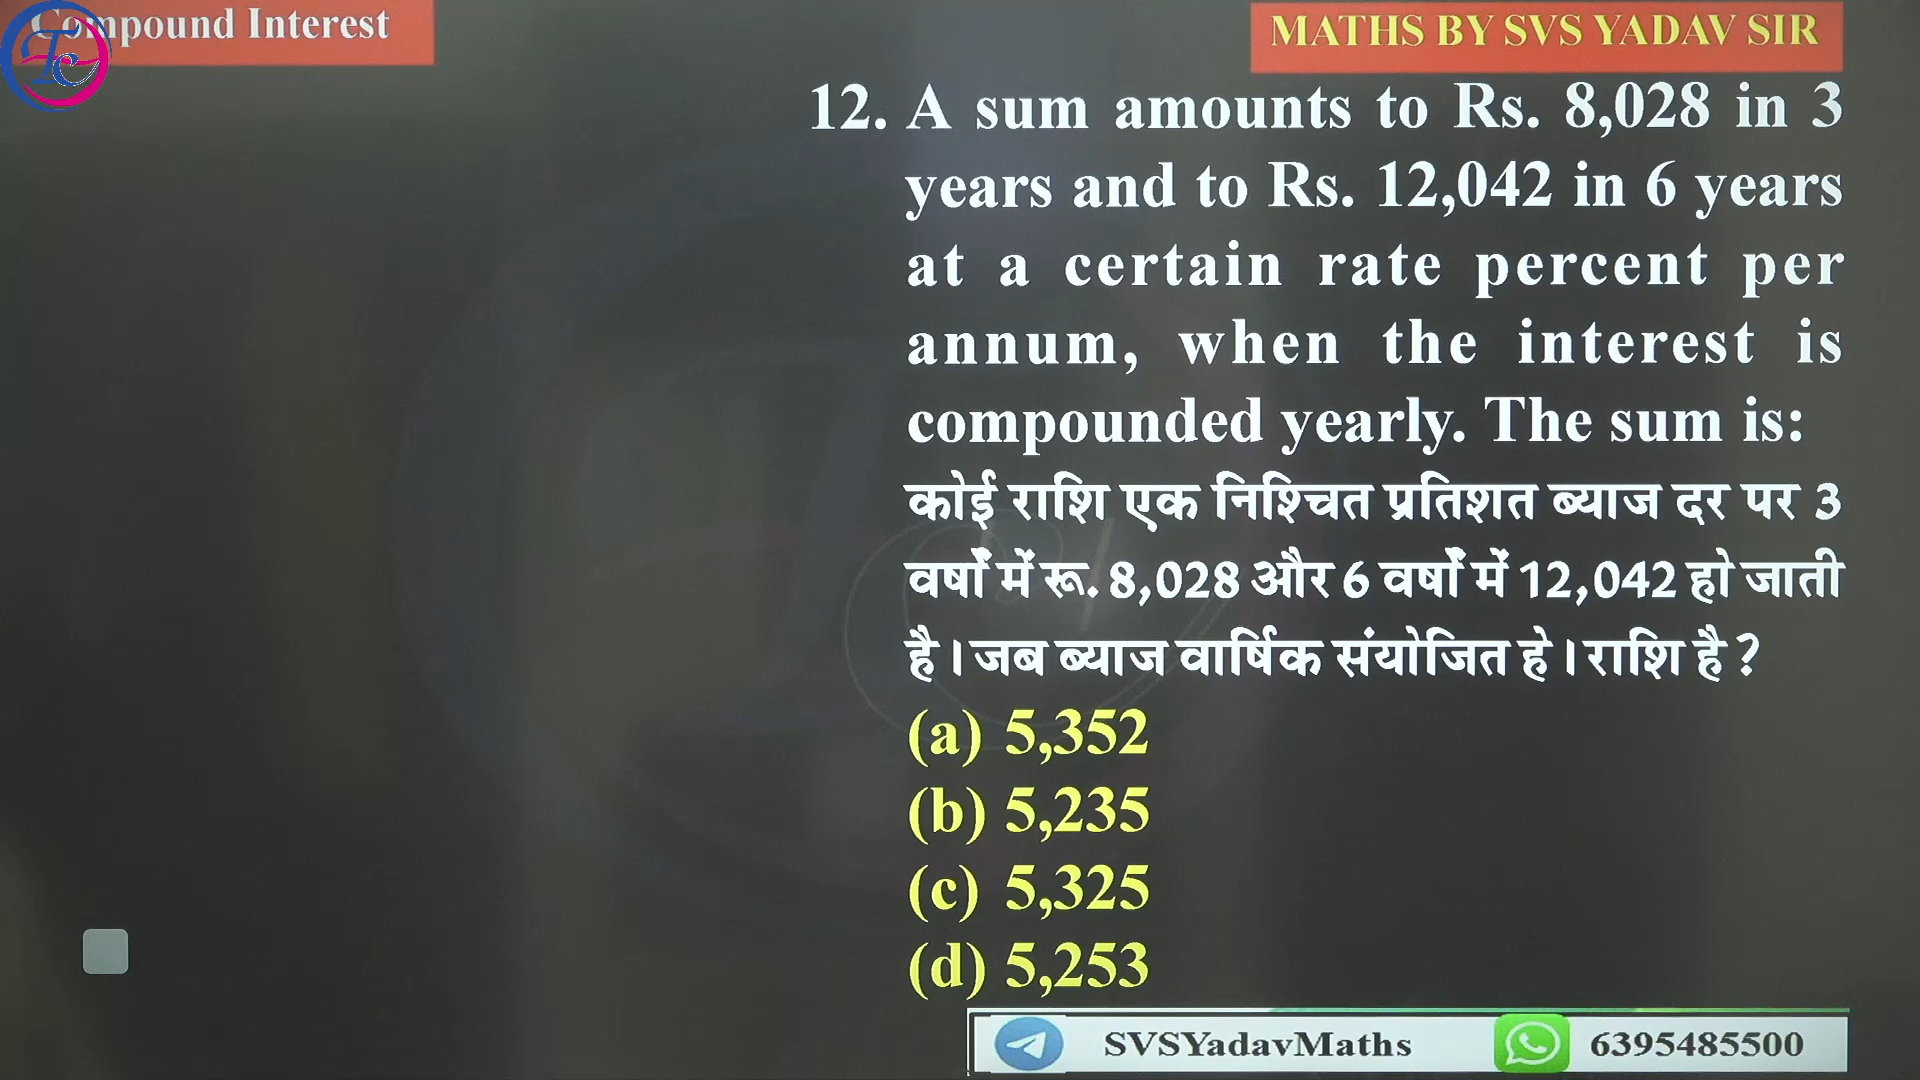 Compound Interest
MATHS BY SVS YADAV SIR
12. A sum amounts to Rs. 8,028 in 3
years and to Rs. 12,042 in 6 years
at a certain rate percent per
annum, when the interest is
compounded yearly. The sum is:
कोई राशि एक निश्चित प्रतिशत ब्याज दर पर 3
वर्षों में रू. 8,028 और 6 वर्षों में 12,042 हो जाती
है। जब ब्याज वार्षिक संयोजित हे। राशि है ?
(a) 5,352
(b) 5,235
(c) 5,325
(d) 5,253
SVSYadavMaths
6395485500